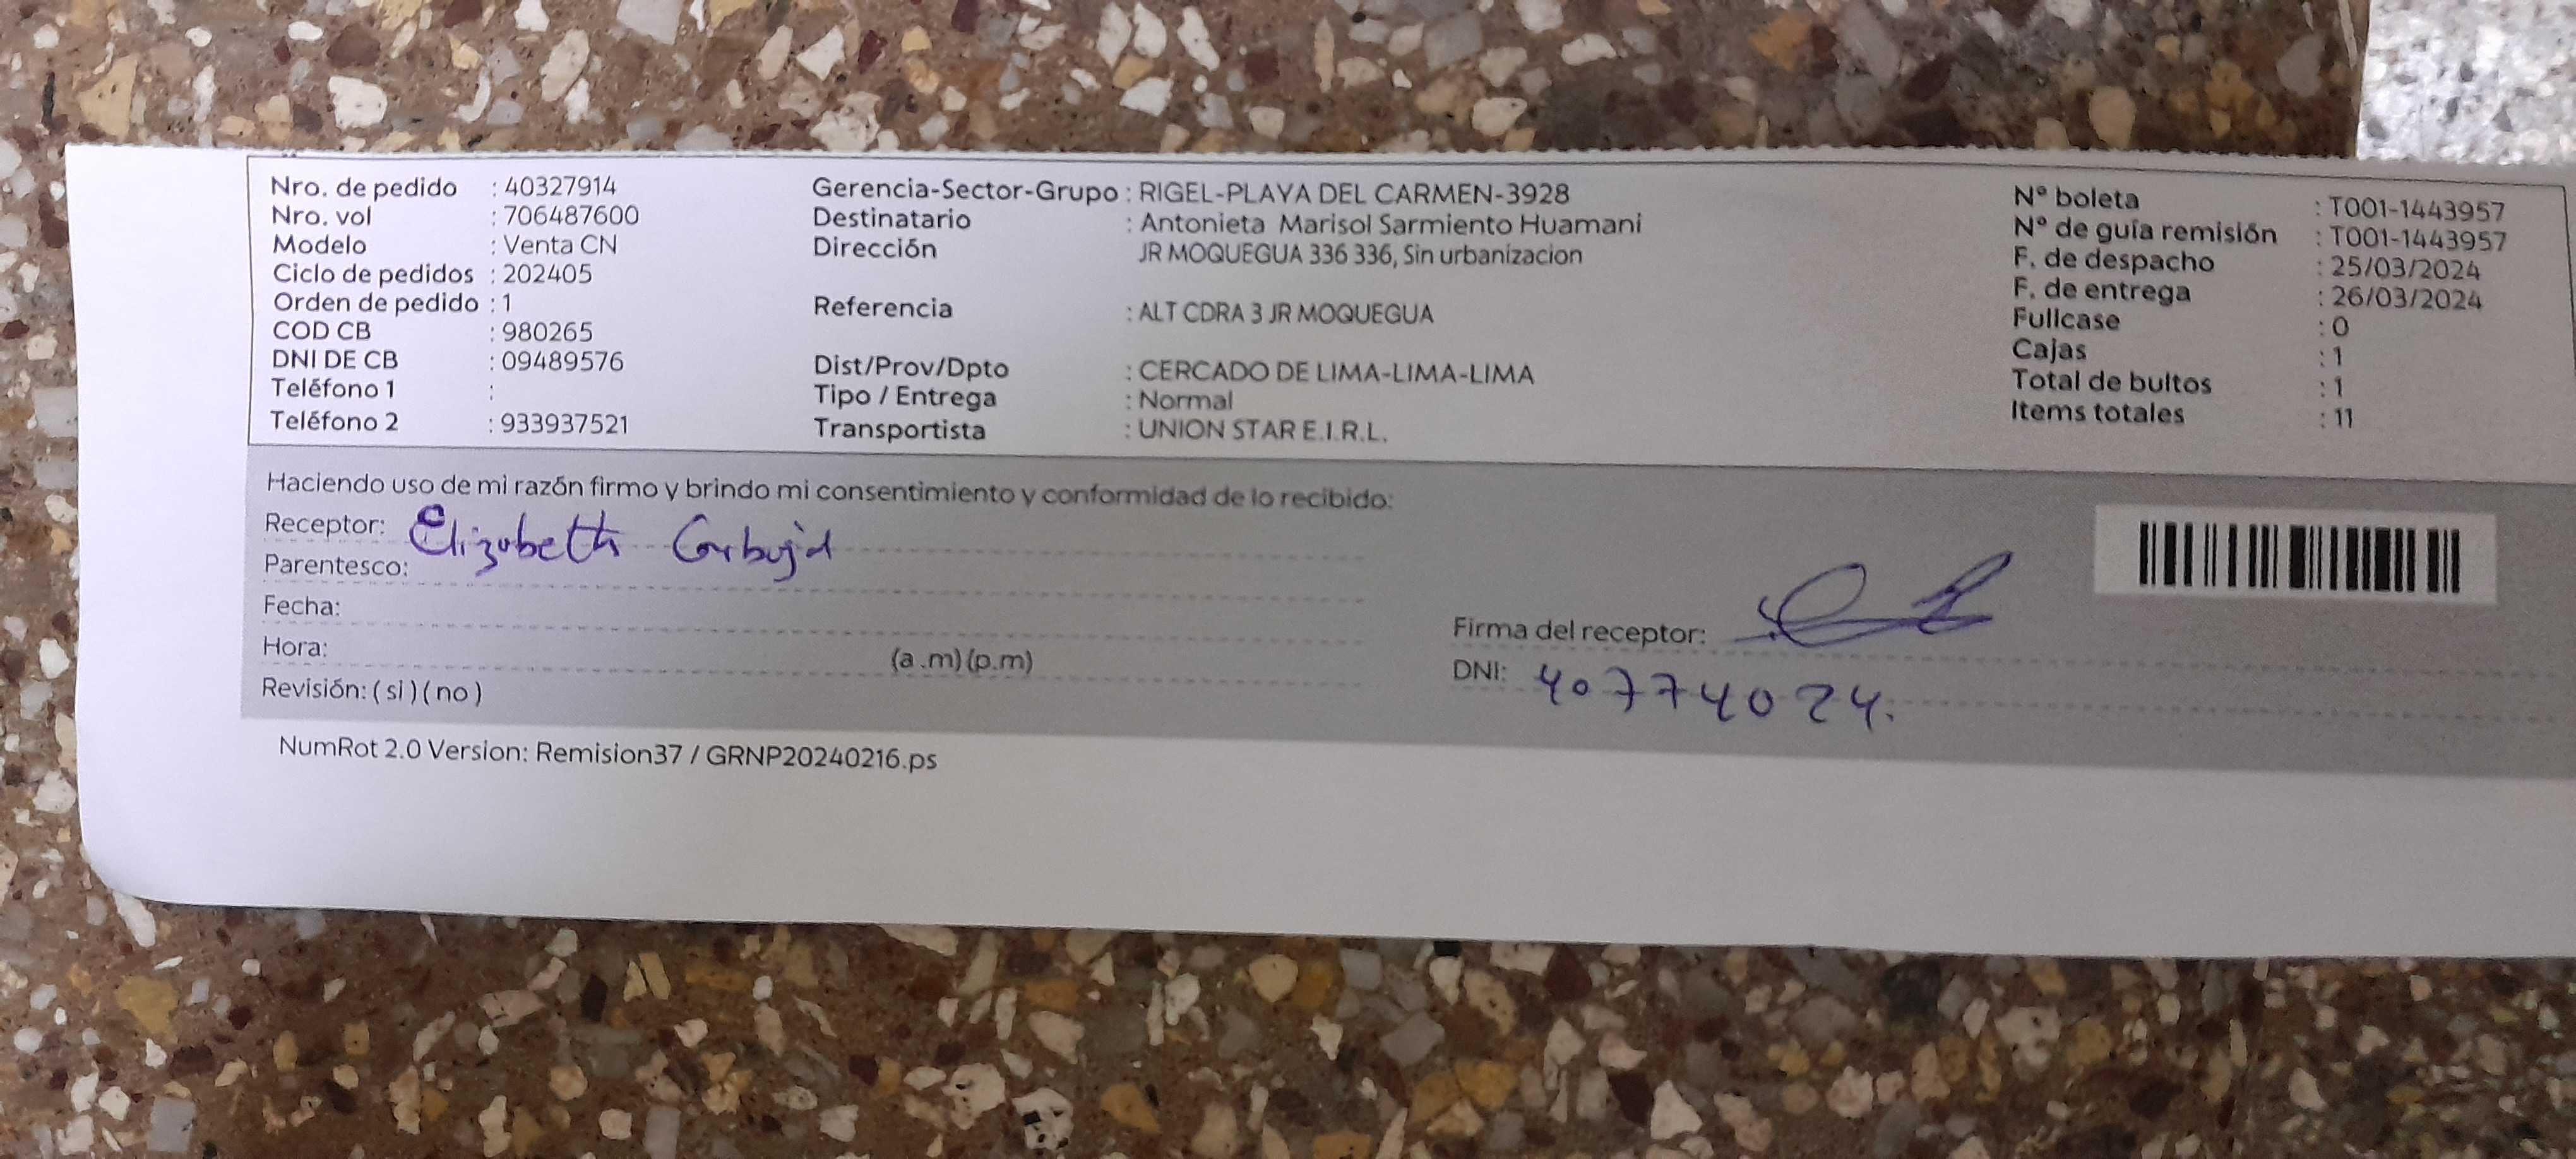 Nro. de pedido : 40327914
Nro. vol : 706487600
Modelo : Venta CN
Ciclo de pedidos : 202405
Orden de pedido : 1
COD CB : 980265
DNI DE CB : 09489576
Teléfono 1 :
Teléfono 2 : 933937521
Gerencia-Sector-Grupo : RIGEL-PLAYA DEL CARMEN-3928
Destinatario : Antonieta Marisol Sarmiento Huamani
Dirección JR MOQUEGUA 336 336, Sin urbanizacion
Referencia : ALT CDRA 3 JR MOQUEGUA
Dist/Prov/Dpto : CERCADO DE LIMA-LIMA-LIMA
Tipo / Entrega : Normal
Transportista : UNION STAR E.I.R.L.
N° boleta : T001-1443957
N° de guía remisión : T001-1443957
F. de despacho : 25/03/2024
F. de entrega : 26/03/2024
Fullcase : 0
Cajas : 1
Total de bultos : 1
Items totales : 11
Haciendo uso de mi razón firmo y brindo mi consentimiento y conformidad de lo recibido:
Receptor: Elizabeth
Parentesco:
Fecha:
Hora: (a .m) (p.m)
Revisión: ( si ) ( no )
Firma del receptor:
DNI: 40774024.
NumRot 2.0 Version: Remision37 / GRNP20240216.ps